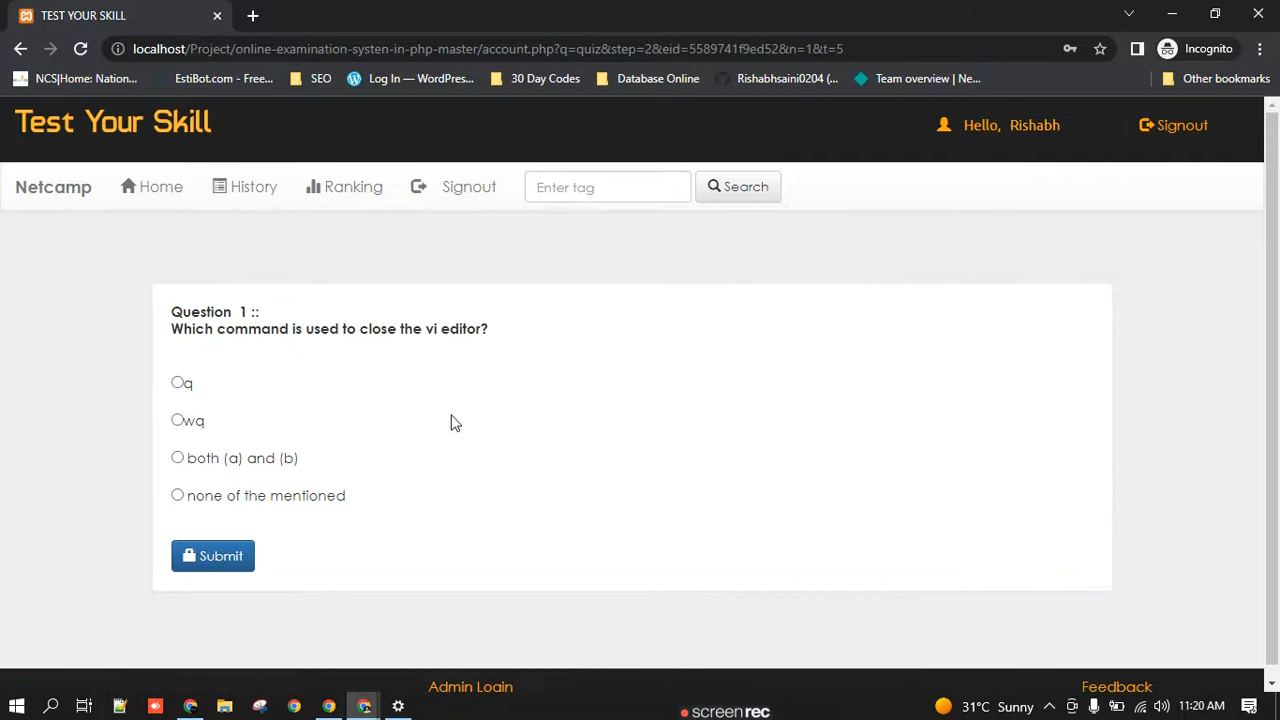 TEST YOUR SKILL
localhost/Project/online-examination-systen-in-php-master/account.php?q=quiz&step=2&eid=5589741f9ed52&n=1&t=5
Incognito
NCS|Home: Nation...
EstiBot.com - Free...
SEO
Log In — WordPress...
30 Day Codes
Database Online
Rishabhsaini0204 (...
Team overview | Ne...
Other bookmarks
Test Your Skill
Hello, Rishabh
Signout
Netcamp
Home
History
Ranking
Signout
Enter tag
Search
Question 1 ::
Which command is used to close the vi editor?
q
wq
both (a) and (b)
none of the mentioned
Submit
Admin Login
Feedback
screenrec
31°C Sunny
11:20 AM